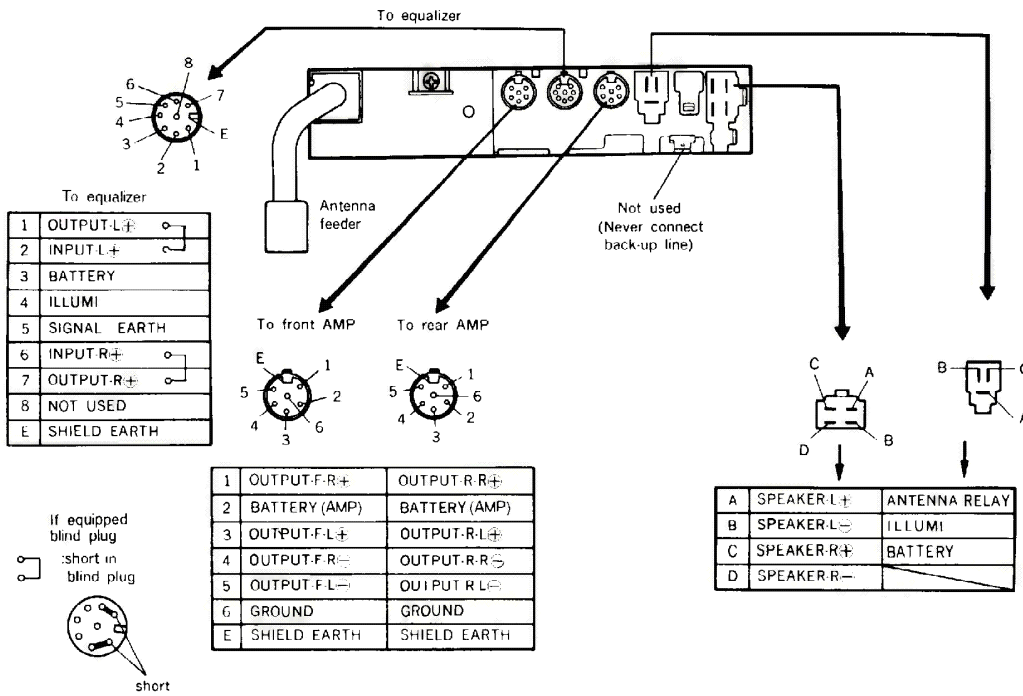 To equalizer
8
6
7
5
4
E
3
2
1
To equalizer
1 OUTPUT·L⊕
2 INPUT·L+
3 BATTERY
4 ILLUMI
5 SIGNAL EARTH
6 INPUT·R⊕
7 OUTPUT·R⊕
8 NOT USED
E SHIELD EARTH
Antenna
feeder
Not used
(Never connect
back-up line)
To front AMP
E
1
5
2
4
6
3
To rear AMP
E
1
5
6
4
2
3
1 OUTPUT·F·R+ OUTPUT·R·R⊕
2 BATTERY (AMP) BATTERY (AMP)
3 OUTPUT·F·L⊕ OUTPUT·R·L⊕
4 OUTPUT·F·R⊖ OUTPUT·R·R⊖
5 OUTPUT·F·L⊖ OUTPUT R L⊖
6 GROUND GROUND
E SHIELD EARTH SHIELD EARTH
C
A
D
B
B
C
A
A SPEAKER·L⊕ ANTENNA RELAY
B SPEAKER·L⊖ ILLUMI
C SPEAKER·R⊕ BATTERY
D SPEAKER·R⊖
If equipped
blind plug
:short in
blind plug
short